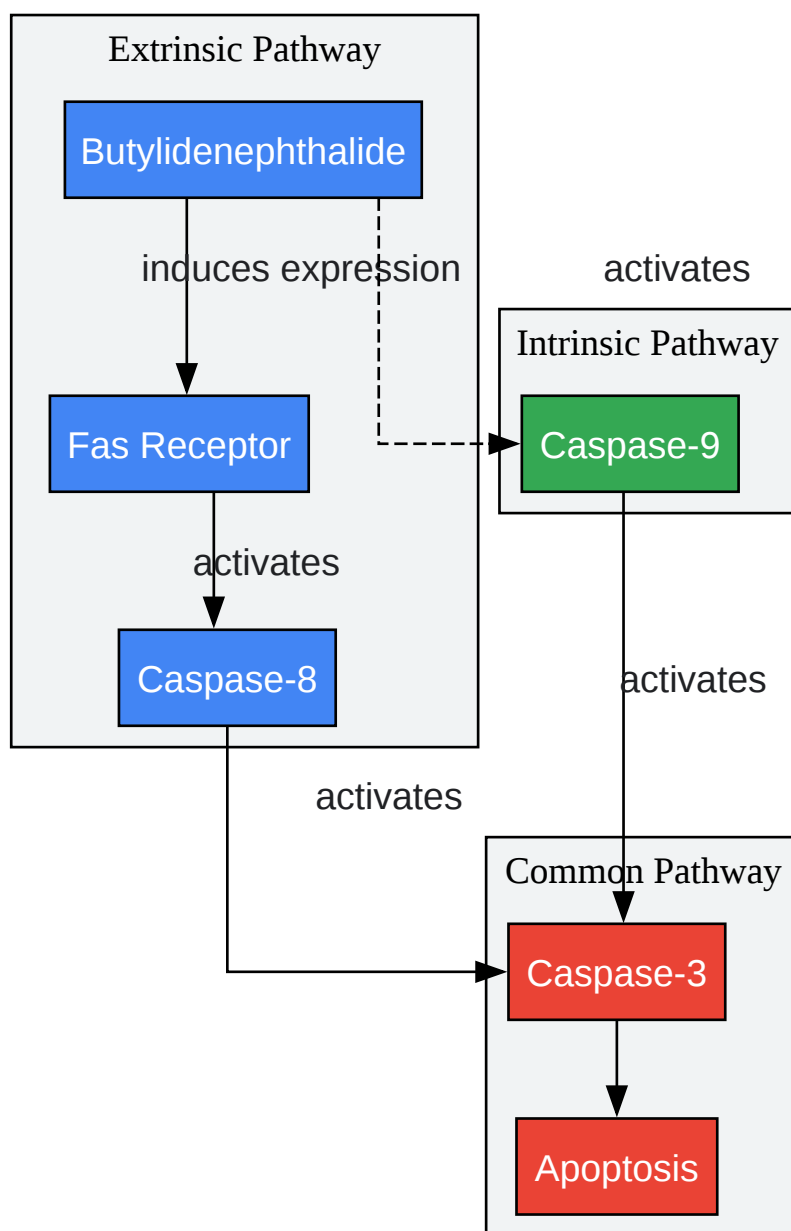 Extrinsic Pathway
Butylidenephthalide
induces expression
activates
Intrinsic Pathway
Fas Receptor
Caspase-9
activates
Caspase-8
activates
activates
Common Pathway
Caspase-3
Apoptosis